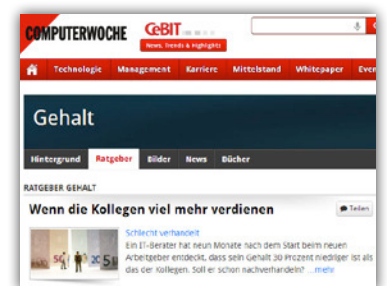 COMPUTERWOCHE
CeBIT
News, Trends & Highlights
Technologie Management Karriere Mittelstand Whitepaper Even
Gehalt
Hintergrund Ratgeber Bilder News Bücher
RATGEBER GEHALT
Wenn die Kollegen viel mehr verdienen
Teilen
Schlecht verhandelt
Ein IT-Berater hat neun Monate nach dem Start beim neuen
Arbeitgeber entdeckt, dass sein Gehalt 30 Prozent niedriger ist als
das der Kollegen. Soll er schon nachverhandeln? ... mehr